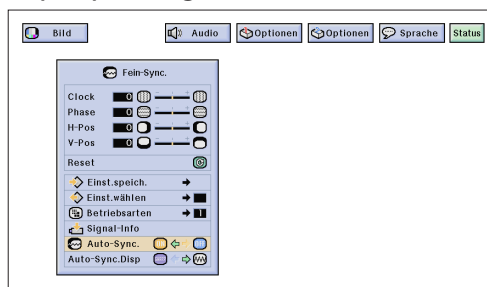 Bild Audio Optionen Optionen Sprache Status
Fein-Sync.
Clock 0
Phase 0
H-Pos 0
V-Pos 0
Reset
Einst.speich.
Einst.wählen
Betriebsarten 1
Signal-Info
Auto-Sync.
Auto-Sync.Disp